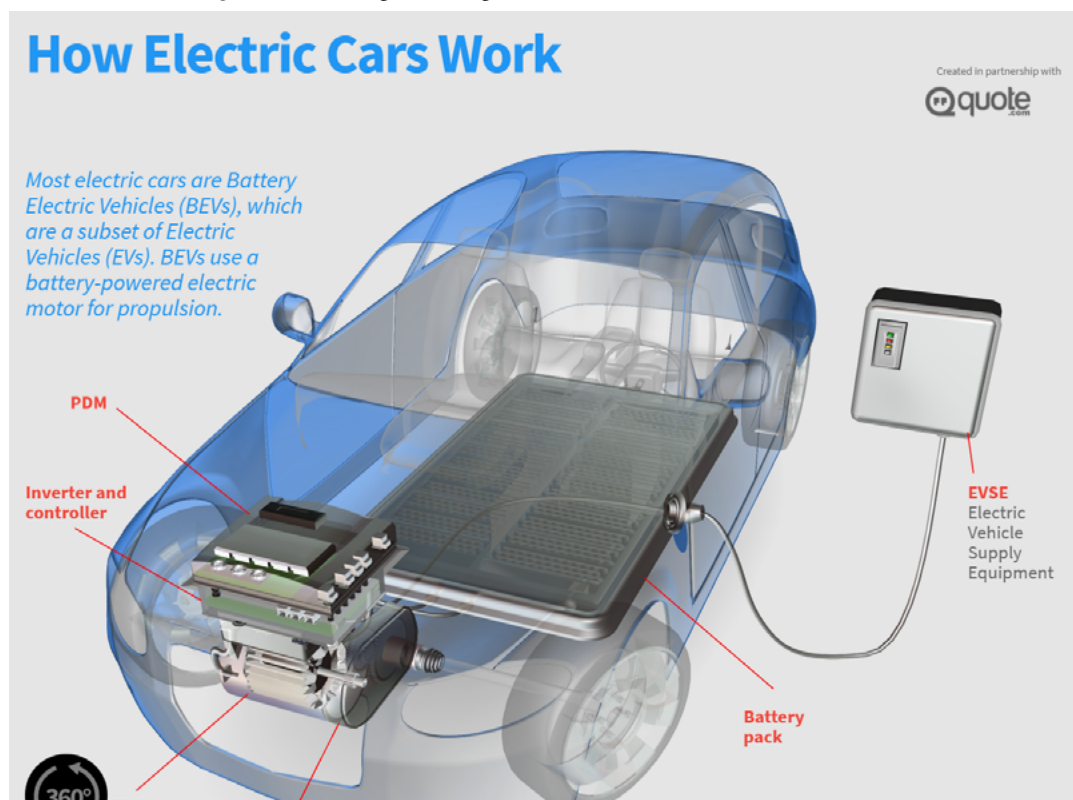 How Electric Cars Work
Created in partnership with
quote
.com
Most electric cars are Battery
Electric Vehicles (BEVs), which
are a subset of Electric
Vehicles (EVs). BEVs use a
battery-powered electric
motor for propulsion.
PDM
Inverter and
controller
EVSE
Electric
Vehicle
Supply
Equipment
Battery
pack
360°